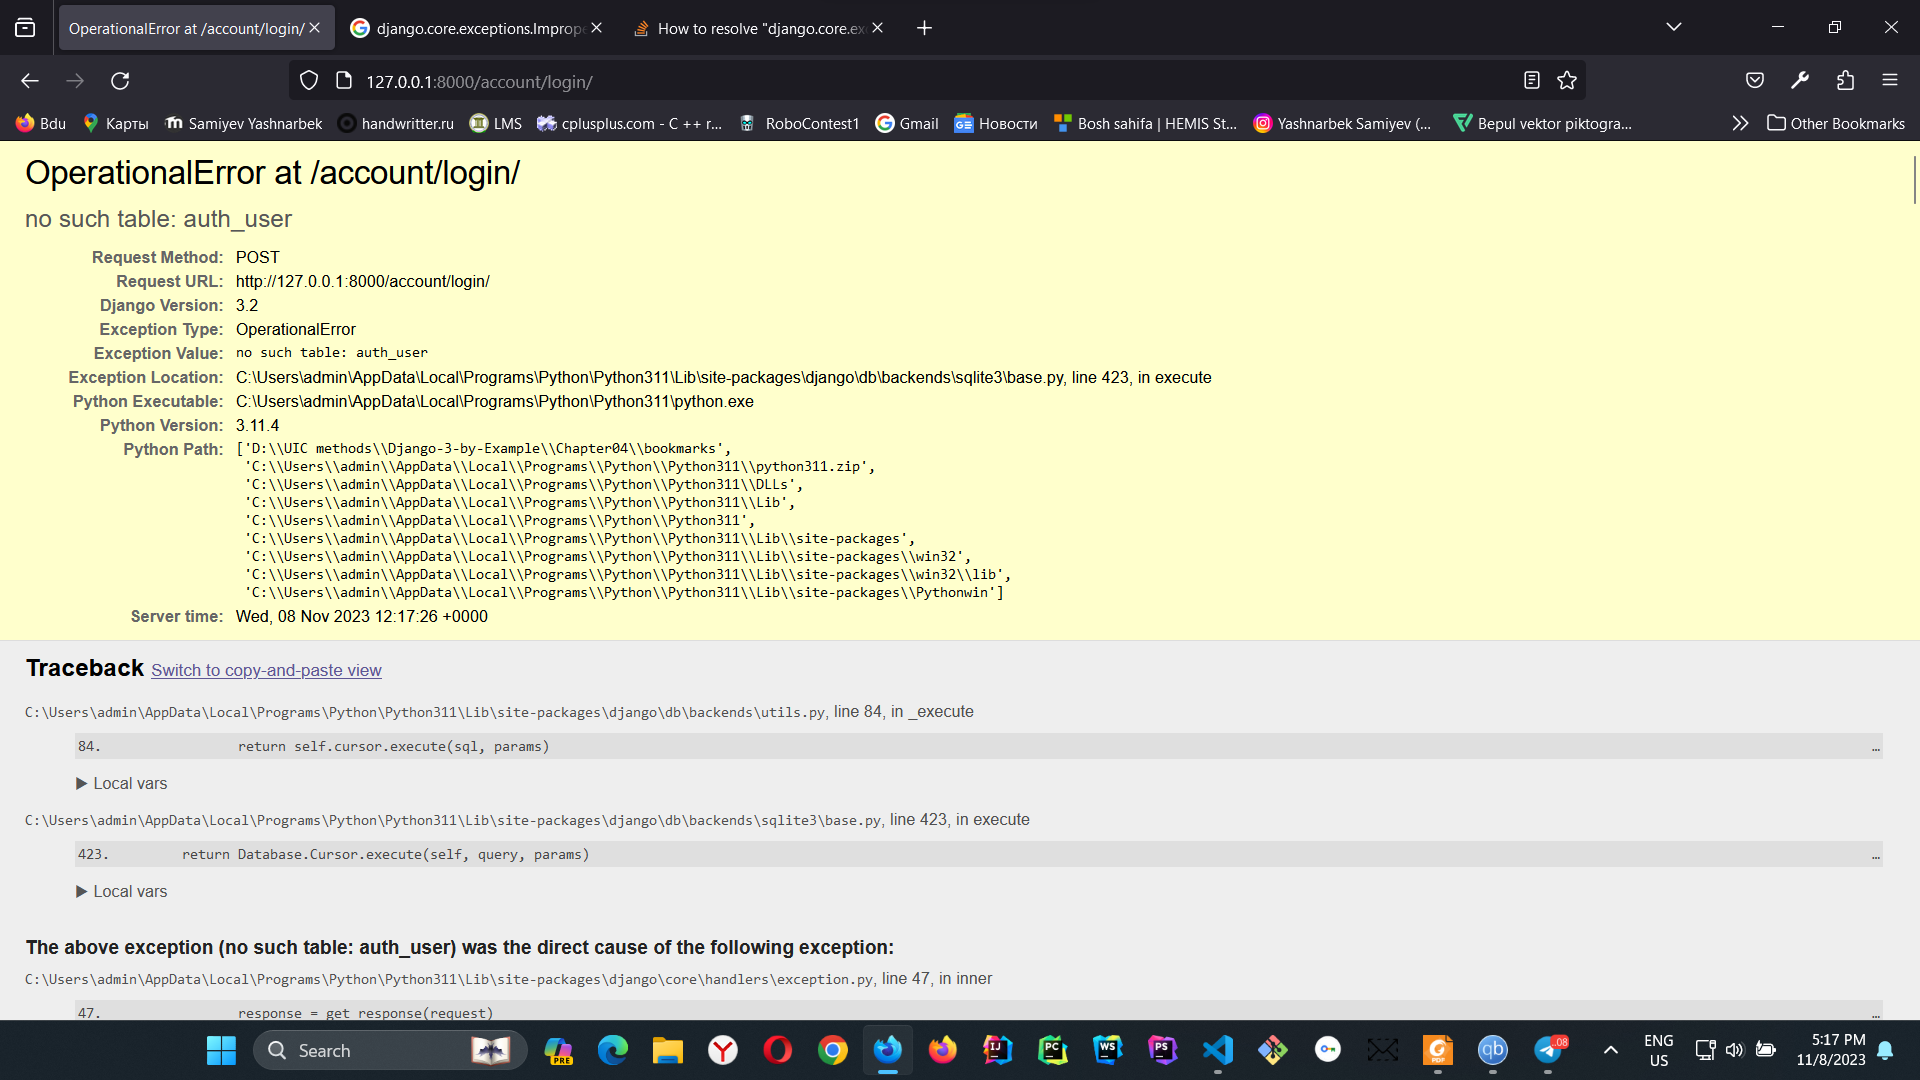 OperationalError at /account/login/
django.core.exceptions.Imprope
How to resolve "django.core.ex
127.0.0.1:8000/account/login/
Bdu
Карты
Samiyev Yashnarbek
handwritter.ru
LMS
cplusplus.com - C ++ r...
RoboContest1
Gmail
Новости
Bosh sahifa | HEMIS St...
Yashnarbek Samiyev (...
Bepul vektor piktogra...
Other Bookmarks
OperationalError at /account/login/
no such table: auth_user
Request Method: POST
Request URL: http://127.0.0.1:8000/account/login/
Django Version: 3.2
Exception Type: OperationalError
Exception Value: no such table: auth_user
Exception Location: C:\Users\admin\AppData\Local\Programs\Python\Python311\Lib\site-packages\django\db\backends\sqlite3\base.py, line 423, in execute
Python Executable: C:\Users\admin\AppData\Local\Programs\Python\Python311\python.exe
Python Version: 3.11.4
Python Path: ['D:\\UIC methods\\Django-3-by-Example\\Chapter04\\bookmarks',
'C:\\Users\\admin\\AppData\\Local\\Programs\\Python\\Python311\\python311.zip',
'C:\\Users\\admin\\AppData\\Local\\Programs\\Python\\Python311\\DLLs',
'C:\\Users\\admin\\AppData\\Local\\Programs\\Python\\Python311\\Lib',
'C:\\Users\\admin\\AppData\\Local\\Programs\\Python\\Python311',
'C:\\Users\\admin\\AppData\\Local\\Programs\\Python\\Python311\\Lib\\site-packages',
'C:\\Users\\admin\\AppData\\Local\\Programs\\Python\\Python311\\Lib\\site-packages\\win32',
'C:\\Users\\admin\\AppData\\Local\\Programs\\Python\\Python311\\Lib\\site-packages\\win32\\lib',
'C:\\Users\\admin\\AppData\\Local\\Programs\\Python\\Python311\\Lib\\site-packages\\Pythonwin']
Server time: Wed, 08 Nov 2023 12:17:26 +0000
Traceback Switch to copy-and-paste view
C:\Users\admin\AppData\Local\Programs\Python\Python311\Lib\site-packages\django\db\backends\utils.py, line 84, in _execute
84. return self.cursor.execute(sql, params) …
▶ Local vars
C:\Users\admin\AppData\Local\Programs\Python\Python311\Lib\site-packages\django\db\backends\sqlite3\base.py, line 423, in execute
423. return Database.Cursor.execute(self, query, params) …
▶ Local vars
The above exception (no such table: auth_user) was the direct cause of the following exception:
C:\Users\admin\AppData\Local\Programs\Python\Python311\Lib\site-packages\django\core\handlers\exception.py, line 47, in inner
47. response = get_response(request) …
Search
ENG
US
5:17 PM
11/8/2023